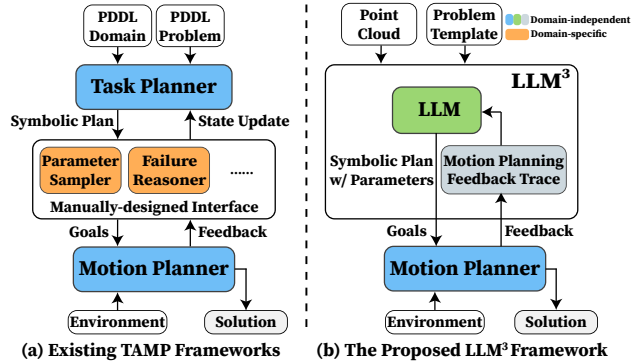 PDDL
Domain
PDDL
Problem
Task Planner
Symbolic Plan
State Update
Parameter
Sampler
Failure
Reasoner
......
Manually-designed Interface
Goals
Feedback
Motion Planner
Environment
Solution
(a) Existing TAMP Frameworks
Point
Cloud
Problem
Template
Domain-independent
Domain-specific
LLM³
LLM
Symbolic Plan
w/ Parameters
Motion Planning
Feedback Trace
Goals
Feedback
Motion Planner
Environment
Solution
(b) The Proposed LLM³ Framework